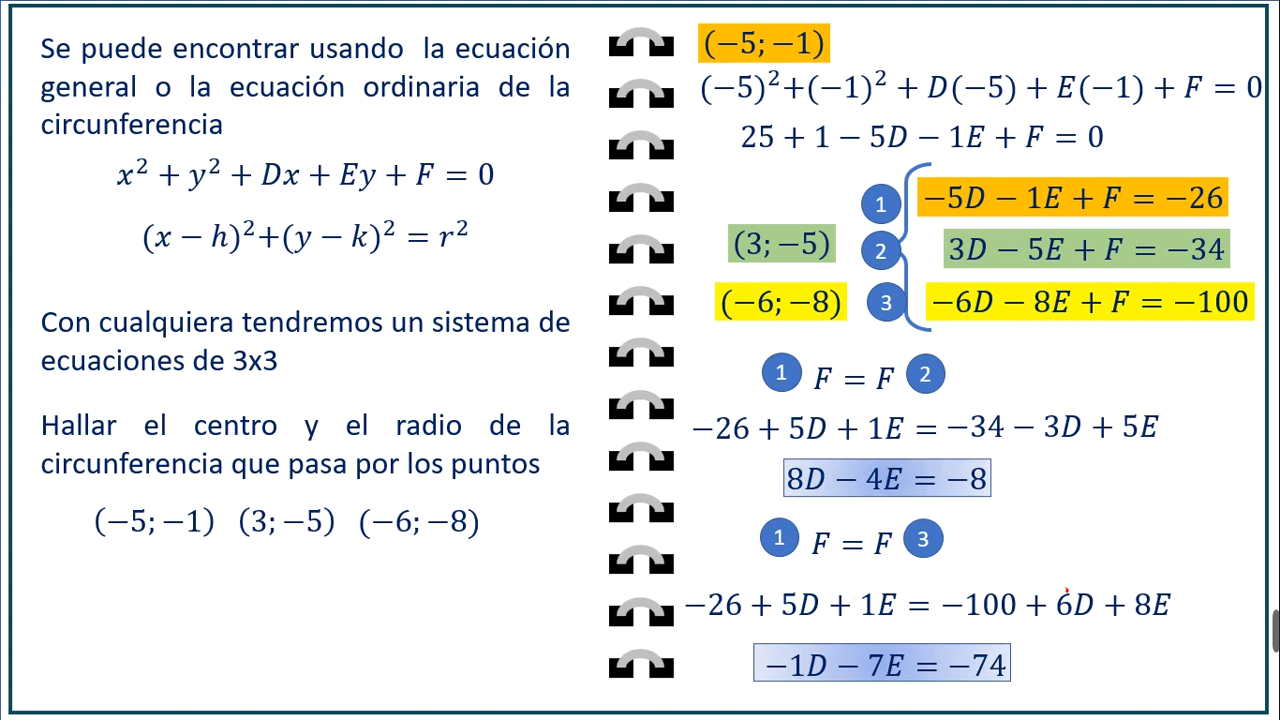 Se puede encontrar usando la ecuación
general o la ecuación ordinaria de la
circunferencia
x² + y² + Dx + Ey + F = 0
(x − h)²+(y − k)² = r²
Con cualquiera tendremos un sistema de
ecuaciones de 3x3
Hallar el centro y el radio de la
circunferencia que pasa por los puntos
(−5; −1) (3; −5) (−6; −8)
(−5; −1)
(−5)²+(−1)² + D(−5) + E(−1) + F = 0
25 + 1 − 5D − 1E + F = 0
1 −5D − 1E + F = −26
(3; −5) 2 3D − 5E + F = −34
(−6; −8) 3 −6D − 8E + F = −100
1 F = F 2
−26 + 5D + 1E = −34 − 3D + 5E
8D − 4E = −8
1 F = F 3
−26 + 5D + 1E = −100 + 6D + 8E
−1D − 7E = −74